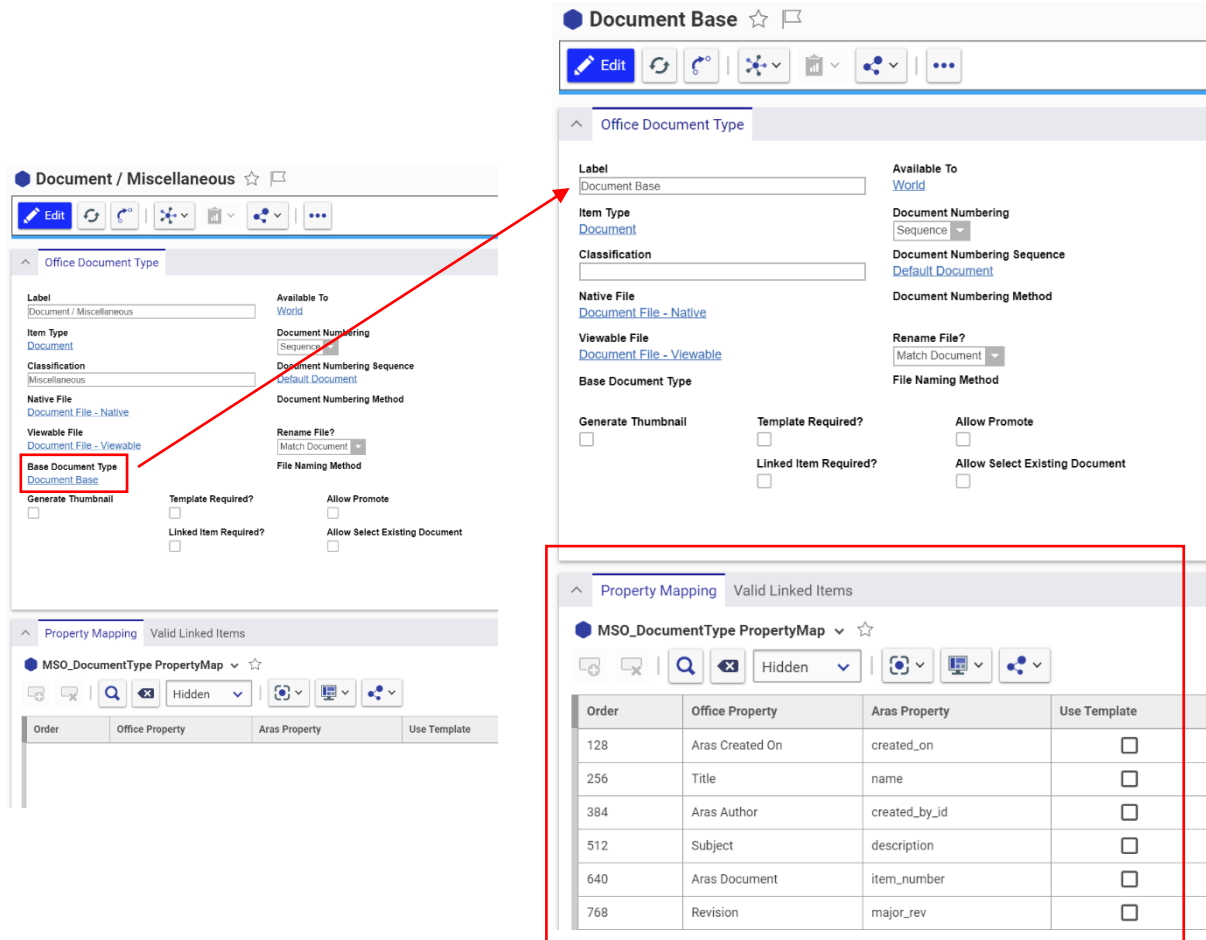 Document / Miscellaneous
Edit
Office Document Type
Label
Document / Miscellaneous
Available To
World
Item Type
Document
Document Numbering
Sequence
Classification
Miscellaneous
Document Numbering Sequence
Default Document
Native File
Document File - Native
Document Numbering Method
Viewable File
Document File - Viewable
Rename File?
Match Document
Base Document Type
Document Base
File Naming Method
Generate Thumbnail
Template Required?
Allow Promote
Linked Item Required?
Allow Select Existing Document
Property Mapping Valid Linked Items
MSO_DocumentType PropertyMap
Hidden
Order Office Property Aras Property Use Template
Document Base
Edit
Office Document Type
Label
Document Base
Available To
World
Item Type
Document
Document Numbering
Sequence
Classification
Document Numbering Sequence
Default Document
Native File
Document File - Native
Document Numbering Method
Viewable File
Document File - Viewable
Rename File?
Match Document
Base Document Type
File Naming Method
Generate Thumbnail
Template Required?
Allow Promote
Linked Item Required?
Allow Select Existing Document
Property Mapping Valid Linked Items
MSO_DocumentType PropertyMap
Hidden
Order Office Property Aras Property Use Template
128 Aras Created On created_on
256 Title name
384 Aras Author created_by_id
512 Subject description
640 Aras Document item_number
768 Revision major_rev